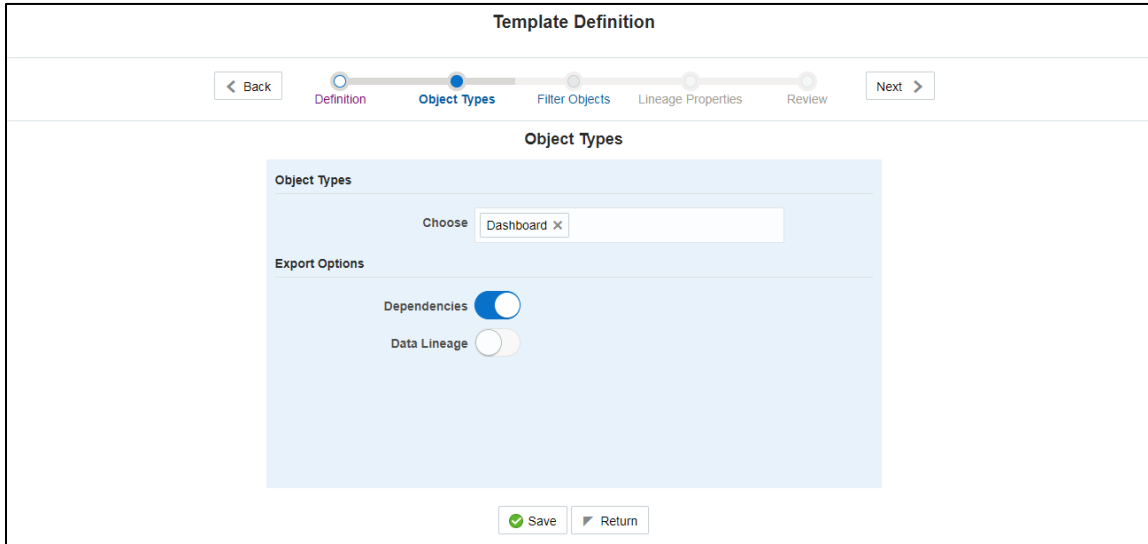 Template Definition
Back
Next
Definition
Object Types
Filter Objects
Lineage Properties
Review
Object Types
Object Types
Choose
Dashboard
Export Options
Dependencies
Data Lineage
Save
Return